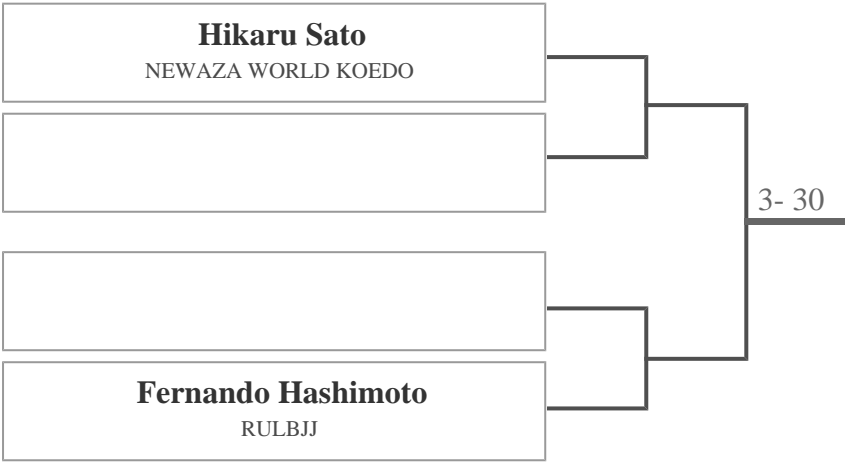 Hikaru Sato
NEWAZA WORLD KOEDO
3- 30
Fernando Hashimoto
RULBJJ